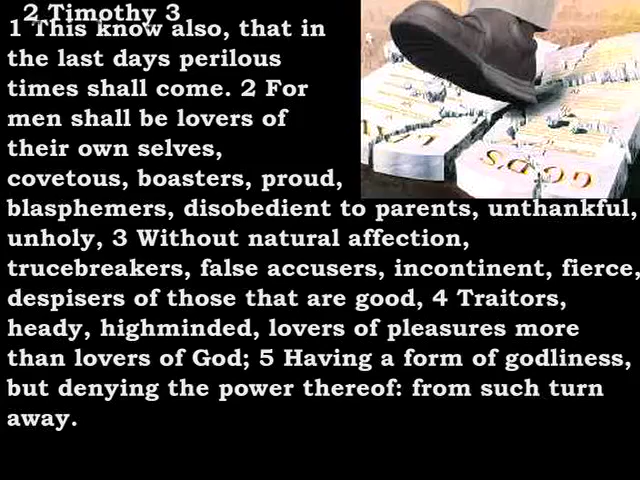 2 Timothy 3
1 This know also, that in
the last days perilous
times shall come. 2 For
men shall be lovers of
their own selves,
covetous, boasters, proud,
blasphemers, disobedient to parents, unthankful,
unholy, 3 Without natural affection,
trucebreakers, false accusers, incontinent, fierce,
despisers of those that are good, 4 Traitors,
heady, highminded, lovers of pleasures more
than lovers of God; 5 Having a form of godliness,
but denying the power thereof: from such turn
away.
GOD'S